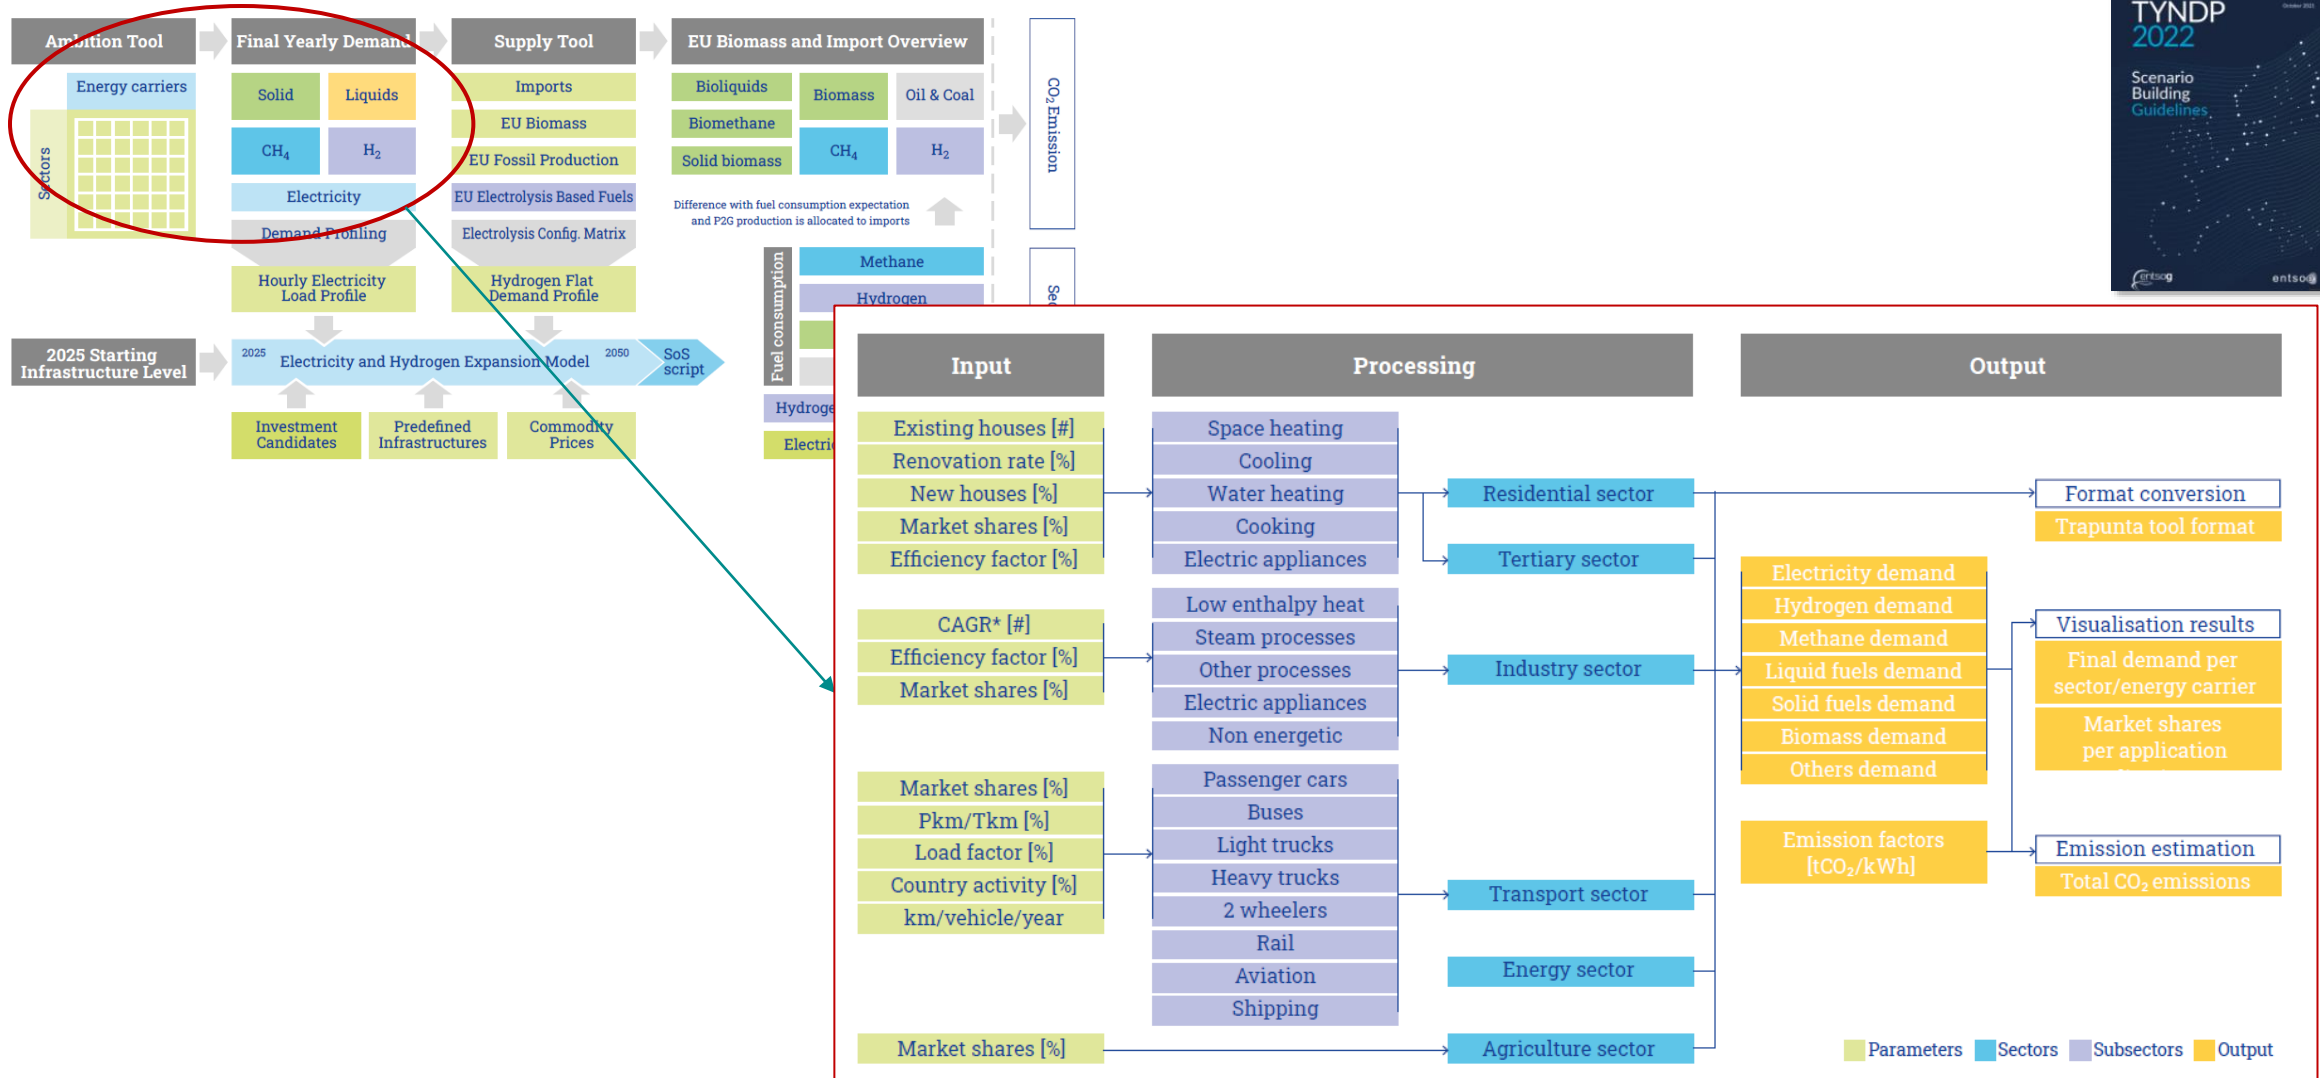 Ambition Tool
Final Yearly Demand
Supply Tool
EU Biomass and Import Overview
Energy carriers
Sectors
Solid
Liquids
CH₄
H₂
Electricity
Demand Profiling
Hourly Electricity
Load Profile
Imports
EU Biomass
EU Fossil Production
EU Electrolysis Based Fuels
Electrolysis Config. Matrix
Hydrogen Flat
Demand Profile
Bioliquids
Biomethane
Solid biomass
Biomass
Oil & Coal
CH₄
H₂
Difference with fuel consumption expectation
and P2G production is allocated to imports
CO₂ Emission
Fuel consumption
Methane
Hydrogen
2025 Starting
Infrastructure Level
2025
Electricity and Hydrogen Expansion Model
2050
SoS
script
Investment
Candidates
Predefined
Infrastructures
Commodity
Prices
TYNDP
2022
October 2021
Scenario
Building
Guidelines
entsog
entso
Input
Processing
Output
Existing houses [#]
Renovation rate [%]
New houses [%]
Market shares [%]
Efficiency factor [%]
Space heating
Cooling
Water heating
Cooking
Electric appliances
Residential sector
Tertiary sector
Format conversion
Trapunta tool format
CAGR* [#]
Efficiency factor [%]
Market shares [%]
Low enthalpy heat
Steam processes
Other processes
Electric appliances
Non energetic
Industry sector
Electricity demand
Hydrogen demand
Methane demand
Liquid fuels demand
Solid fuels demand
Biomass demand
Others demand
Visualisation results
Final demand per
sector/energy carrier
Market shares
per application
Market shares [%]
Pkm/Tkm [%]
Load factor [%]
Country activity [%]
km/vehicle/year
Passenger cars
Buses
Light trucks
Heavy trucks
2 wheelers
Rail
Aviation
Shipping
Transport sector
Energy sector
Emission factors
[tCO₂/kWh]
Emission estimation
Total CO₂ emissions
Market shares [%]
Agriculture sector
Parameters
Sectors
Subsectors
Output